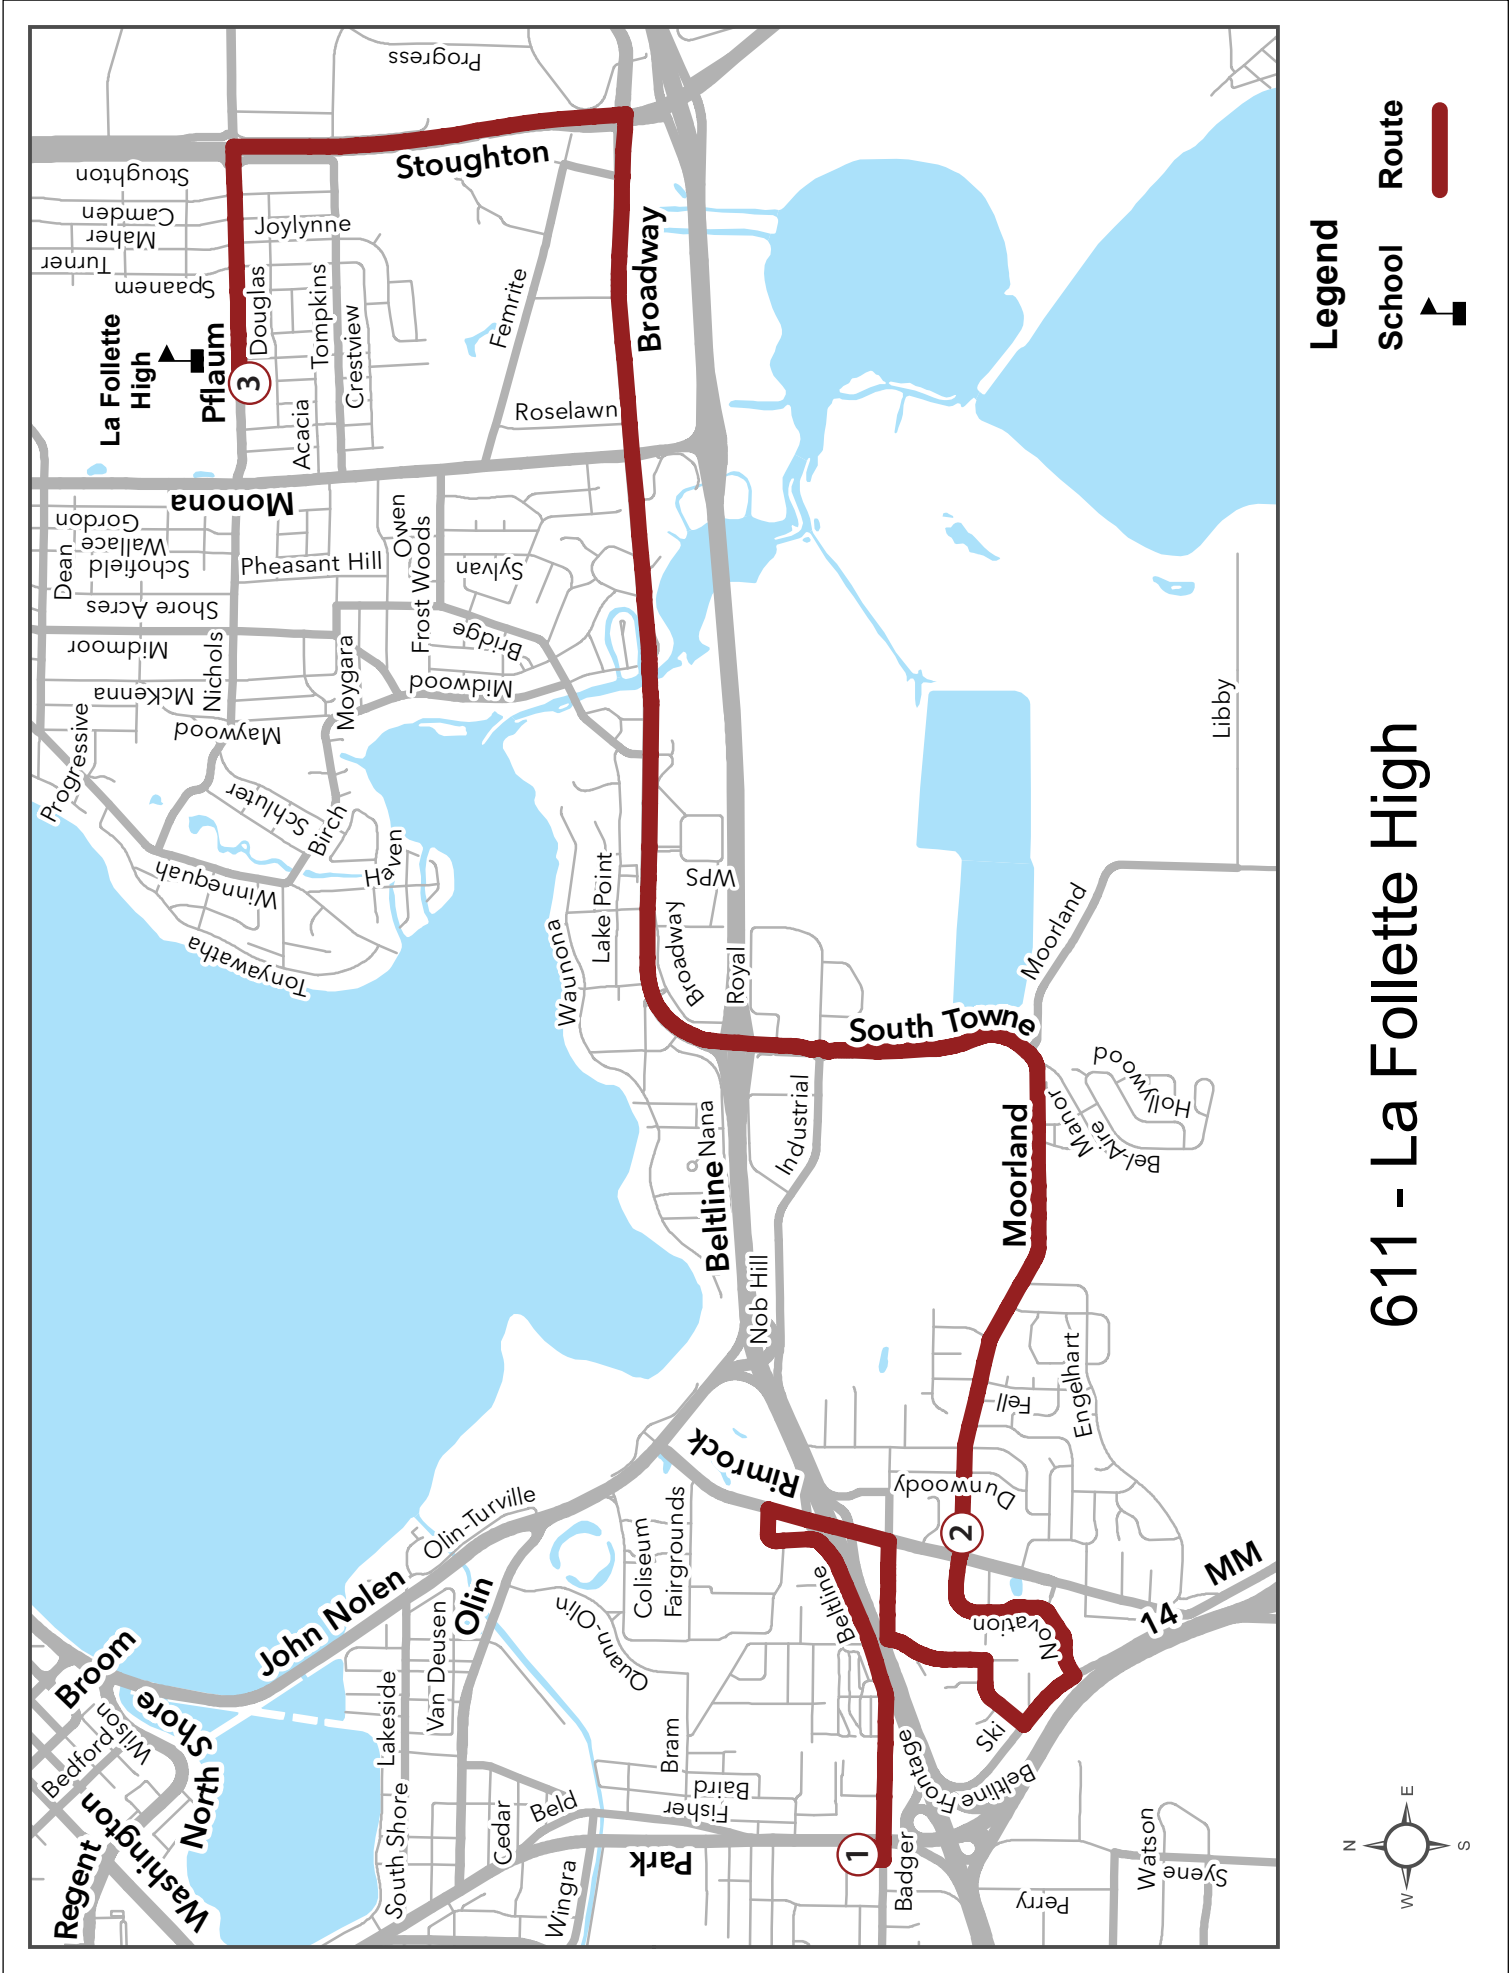 Regent
Washington
Bedford
Broom
Wilson
North
Shore
John Nolen
Lakeside
South Shore
Van Deusen
Olin
Olin-Turville
Cedar
Beld
Wingra
Quann-Olin
Coliseum
Fairgrounds
Bram
Baird
Fisher
Park
Rimrock
Beltline
Badger
1
Frontage
Beltline
Frontage
Ski
Novation
2
Dunwoody
Fell
Engelhart
14
MM
Perry
Watson
Syene
Nob Hill
Beltline
Nana
Industrial
Royal
Moorland
South Towne
Manor
Bel-Aire
Hollywood
Moorland
Libby
Broadway
WPS
Lake Point
Waunona
Tonyawatha
Winnequah
Progressive
Schluter
Birch
Haven
Maywood
McKenna
Nichols
Midmoor
Moygara
Midwood
Bridge
Shore Acres
Dean
Schofield
Wallace
Gordon
Pheasant Hill
Owen
Frost Woods
Sylvan
Monona
Acacia
Roselawn
La Follette
High
Pflaum
3
Douglas
Tompkins
Crestview
Joylynne
Spaanem
Turner
Maher
Camden
Stoughton
Femrite
Stoughton
Broadway
Progress
N
E
S
W
611 - La Follette High
Legend
School
Route